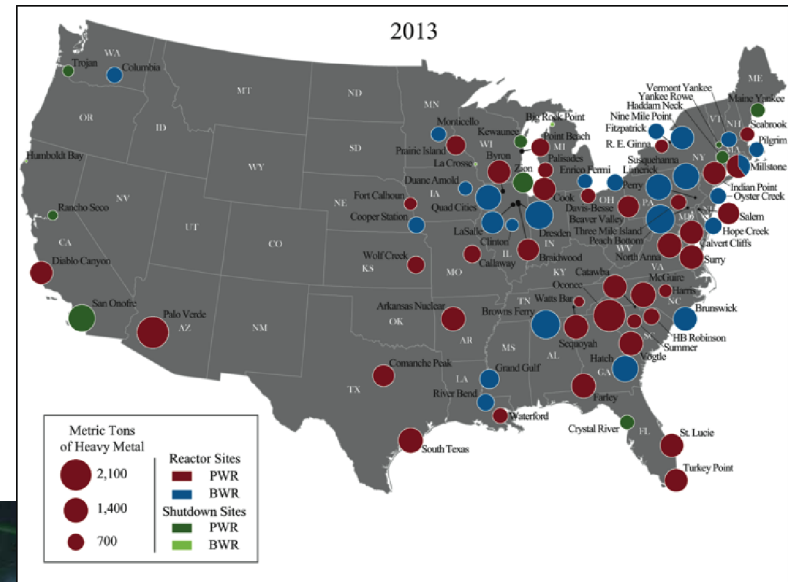 2013
WA
Trojan
Columbia
MT
ND
MN
ME
OR
ID
SD
WY
Monticello
Prairie Island
La Crosse
WI
Kewaunee
Big Rock Point
Point Beach
MI
Palisades
Byron
Zion
Vermont Yankee
Yankee Rowe
Haddam Neck
Nine Mile Point
Fitzpatrick
R. E. Ginna
Maine Yankee
NH
Seabrook
Pilgrim
Millstone
NY
Susquehanna
Limerick
Indian Point
Oyster Creek
Salem
Hope Creek
Humboldt Bay
NV
Rancho Seco
CA
UT
CO
NE
IA
Duane Arnold
Fort Calhoun
Cooper Station
Quad Cities
Enrico Fermi
Perry
Cook
OH
Davis-Besse
Beaver Valley
PA
Three Mile Island
Peach Bottom
Calvert Cliffs
LaSalle
Clinton
IL
Dresden
IN
Braidwood
WV
North Anna
VA
Surry
Diablo Canyon
San Onofre
Palo Verde
AZ
NM
KS
Wolf Creek
MO
Callaway
KY
Catawba
McGuire
Oconee
Harris
NC
TN
Watts Bar
Browns Ferry
Sequoyah
Brunswick
HB Robinson
Summer
SC
Vogtle
OK
Arkansas Nuclear
AR
MS
AL
GA
Hatch
Comanche Peak
TX
LA
Grand Gulf
River Bend
Waterford
Farley
South Texas
Crystal River
FL
St. Lucie
Turkey Point
Metric Tons
of Heavy Metal
2,100
1,400
700
Reactor Sites
PWR
BWR
Shutdown Sites
PWR
BWR